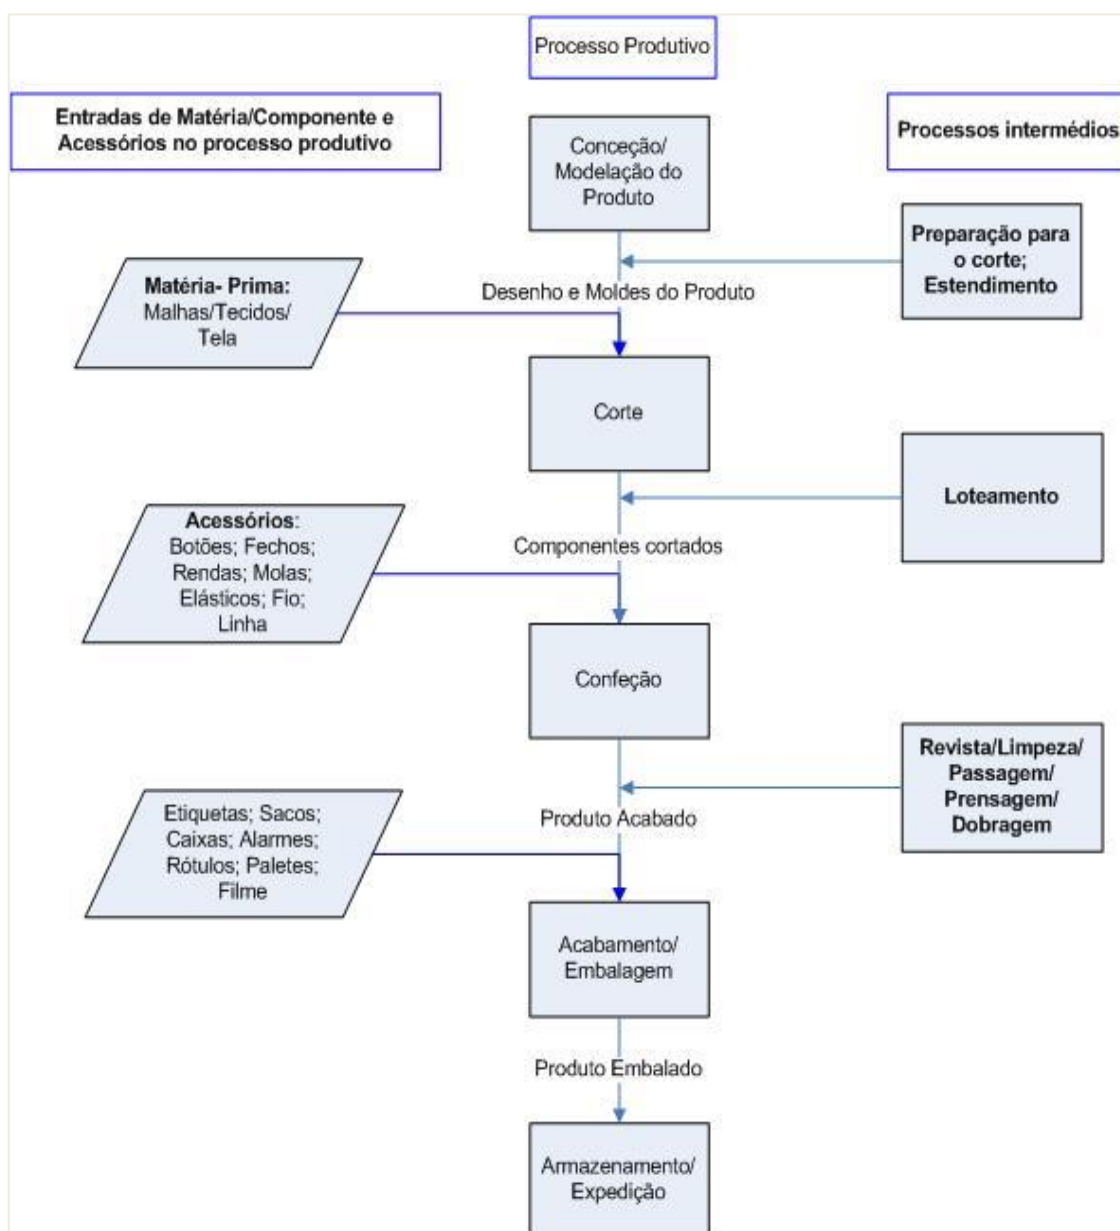 Processo Produtivo
Entradas de Matéria/Componente e
Acessórios no processo produtivo
Processos intermédios
Conceção/
Modelação do
Produto
Preparação para
o corte;
Estendimento
Matéria- Prima:
Malhas/Tecidos/
Tela
Desenho e Moldes do Produto
Corte
Loteamento
Acessórios:
Botões; Fechos;
Rendas; Molas;
Elásticos; Fio;
Linha
Componentes cortados
Confeção
Revista/Limpeza/
Passagem/
Prensagem/
Dobragem
Etiquetas; Sacos;
Caixas; Alarmes;
Rótulos; Paletes;
Filme
Produto Acabado
Acabamento/
Embalagem
Produto Embalado
Armazenamento/
Expedição